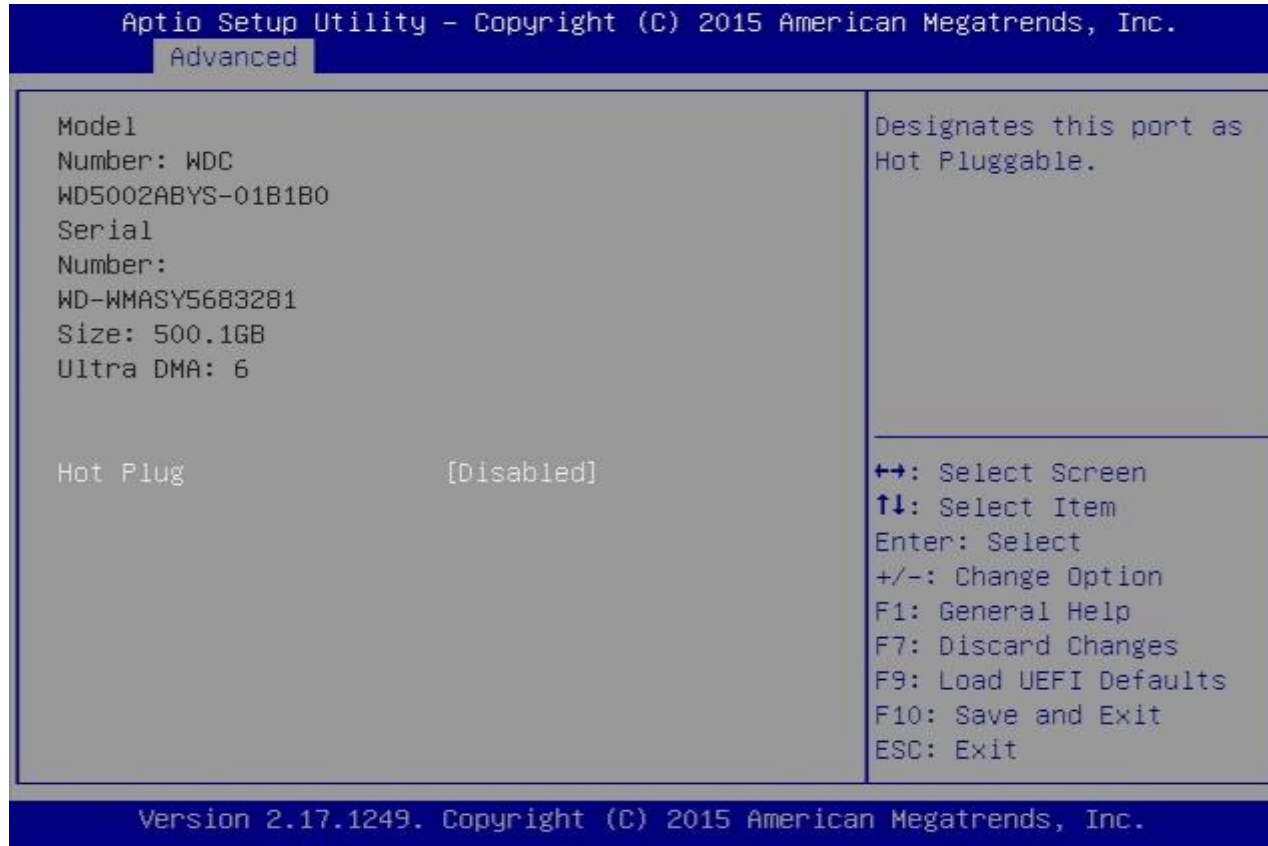 Aptio Setup Utility – Copyright (C) 2015 American Megatrends, Inc.
Advanced
Model
Number: WDC
WD5002ABYS-01B1B0
Serial
Number:
WD-WMASY5683281
Size: 500.1GB
Ultra DMA: 6
Hot Plug [Disabled]
Designates this port as
Hot Pluggable.
↔: Select Screen
↑↓: Select Item
Enter: Select
+/-: Change Option
F1: General Help
F7: Discard Changes
F9: Load UEFI Defaults
F10: Save and Exit
ESC: Exit
Version 2.17.1249. Copyright (C) 2015 American Megatrends, Inc.